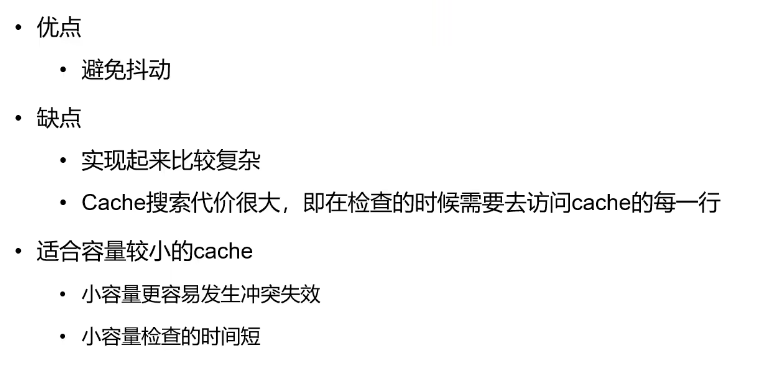 • 优点
• 避免抖动
• 缺点
• 实现起来比较复杂
• Cache搜索代价很大，即在检查的时候需要去访问cache的每一行
• 适合容量较小的cache
• 小容量更容易发生冲突失效
• 小容量检查的时间短